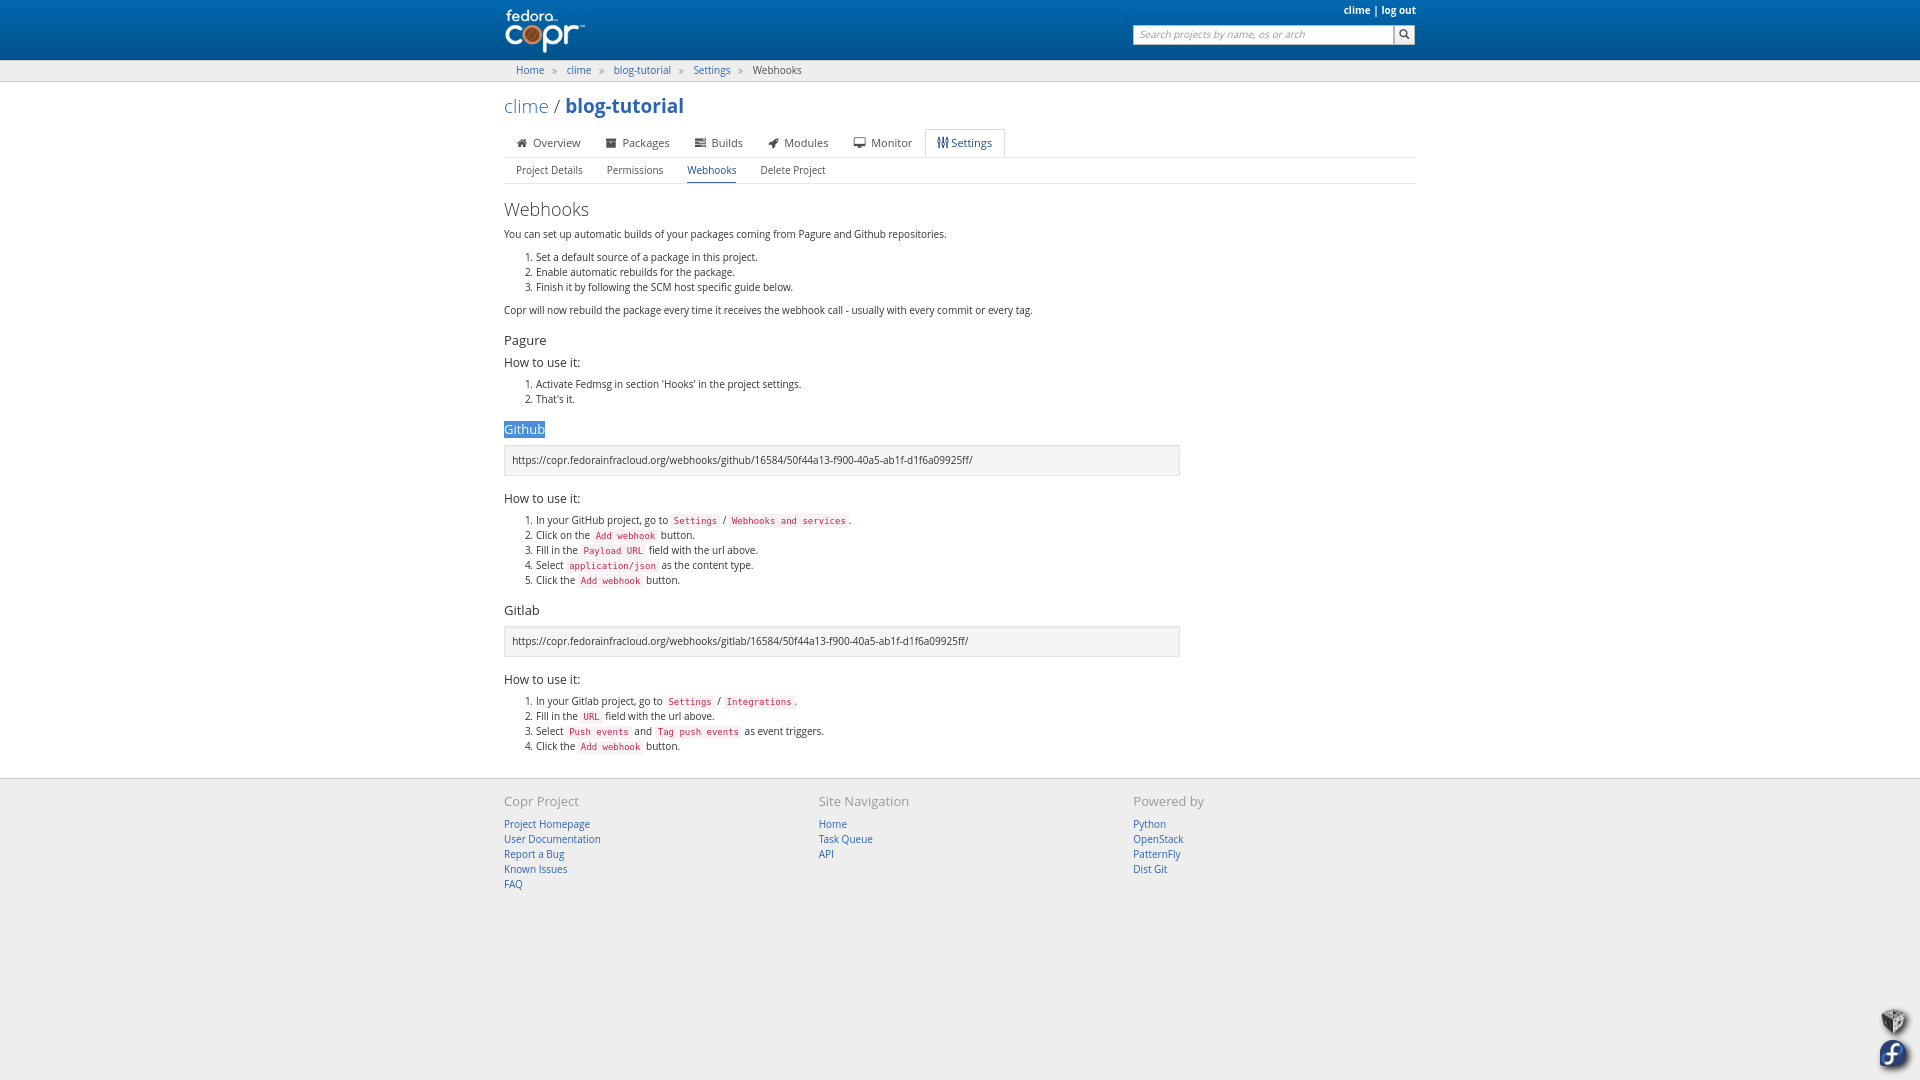 fedora
copr
clime | log out
Search projects by name, os or arch
Home » clime » blog-tutorial » Settings » Webhooks
clime / blog-tutorial
Overview Packages Builds Modules Monitor Settings
Project Details Permissions Webhooks Delete Project
Webhooks
You can set up automatic builds of your packages coming from Pagure and Github repositories.
1. Set a default source of a package in this project.
2. Enable automatic rebuilds for the package.
3. Finish it by following the SCM host specific guide below.
Copr will now rebuild the package every time it receives the webhook call - usually with every commit or every tag.
Pagure
How to use it:
1. Activate Fedmsg in section 'Hooks' in the project settings.
2. That's it.
Github
https://copr.fedorainfracloud.org/webhooks/github/16584/50f44a13-f900-40a5-ab1f-d1f6a09925ff/
How to use it:
1. In your GitHub project, go to Settings / Webhooks and services.
2. Click on the Add webhook button.
3. Fill in the Payload URL field with the url above.
4. Select application/json as the content type.
5. Click the Add webhook button.
Gitlab
https://copr.fedorainfracloud.org/webhooks/gitlab/16584/50f44a13-f900-40a5-ab1f-d1f6a09925ff/
How to use it:
1. In your Gitlab project, go to Settings / Integrations.
2. Fill in the URL field with the url above.
3. Select Push events and Tag push events as event triggers.
4. Click the Add webhook button.
Copr Project
Project Homepage
User Documentation
Report a Bug
Known Issues
FAQ
Site Navigation
Home
Task Queue
API
Powered by
Python
OpenStack
PatternFly
Dist Git